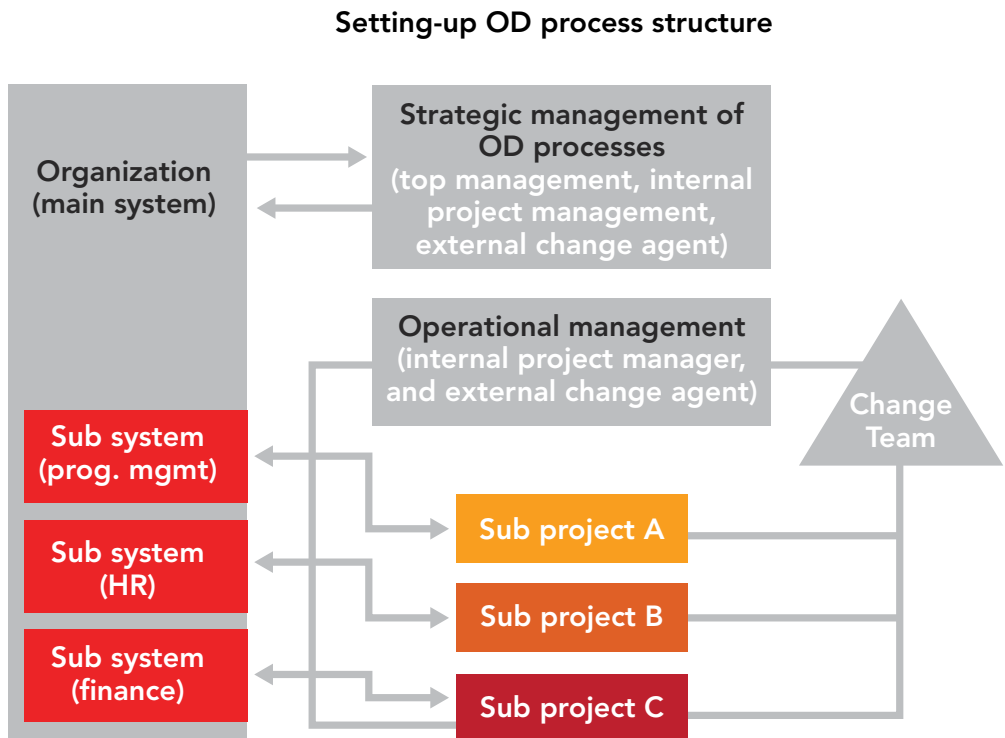 Setting-up OD process structure
Organization
(main system)
Strategic management of
OD processes
(top management, internal
project management,
external change agent)
Operational management
(internal project manager,
and external change agent)
Change
Team
Sub system
(prog. mgmt)
Sub system
(HR)
Sub system
(finance)
Sub project A
Sub project B
Sub project C